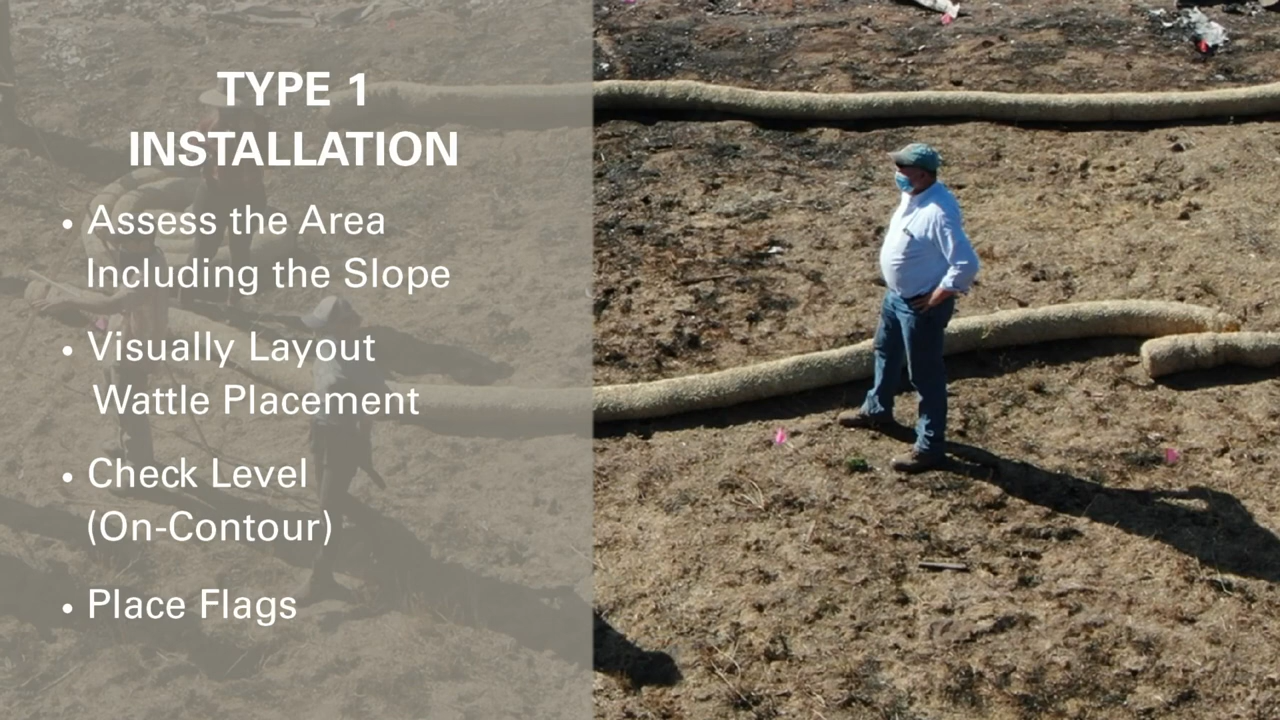 TYPE 1
INSTALLATION
• Assess the Area
Including the Slope
• Visually Layout
Wattle Placement
• Check Level
(On-Contour)
• Place Flags